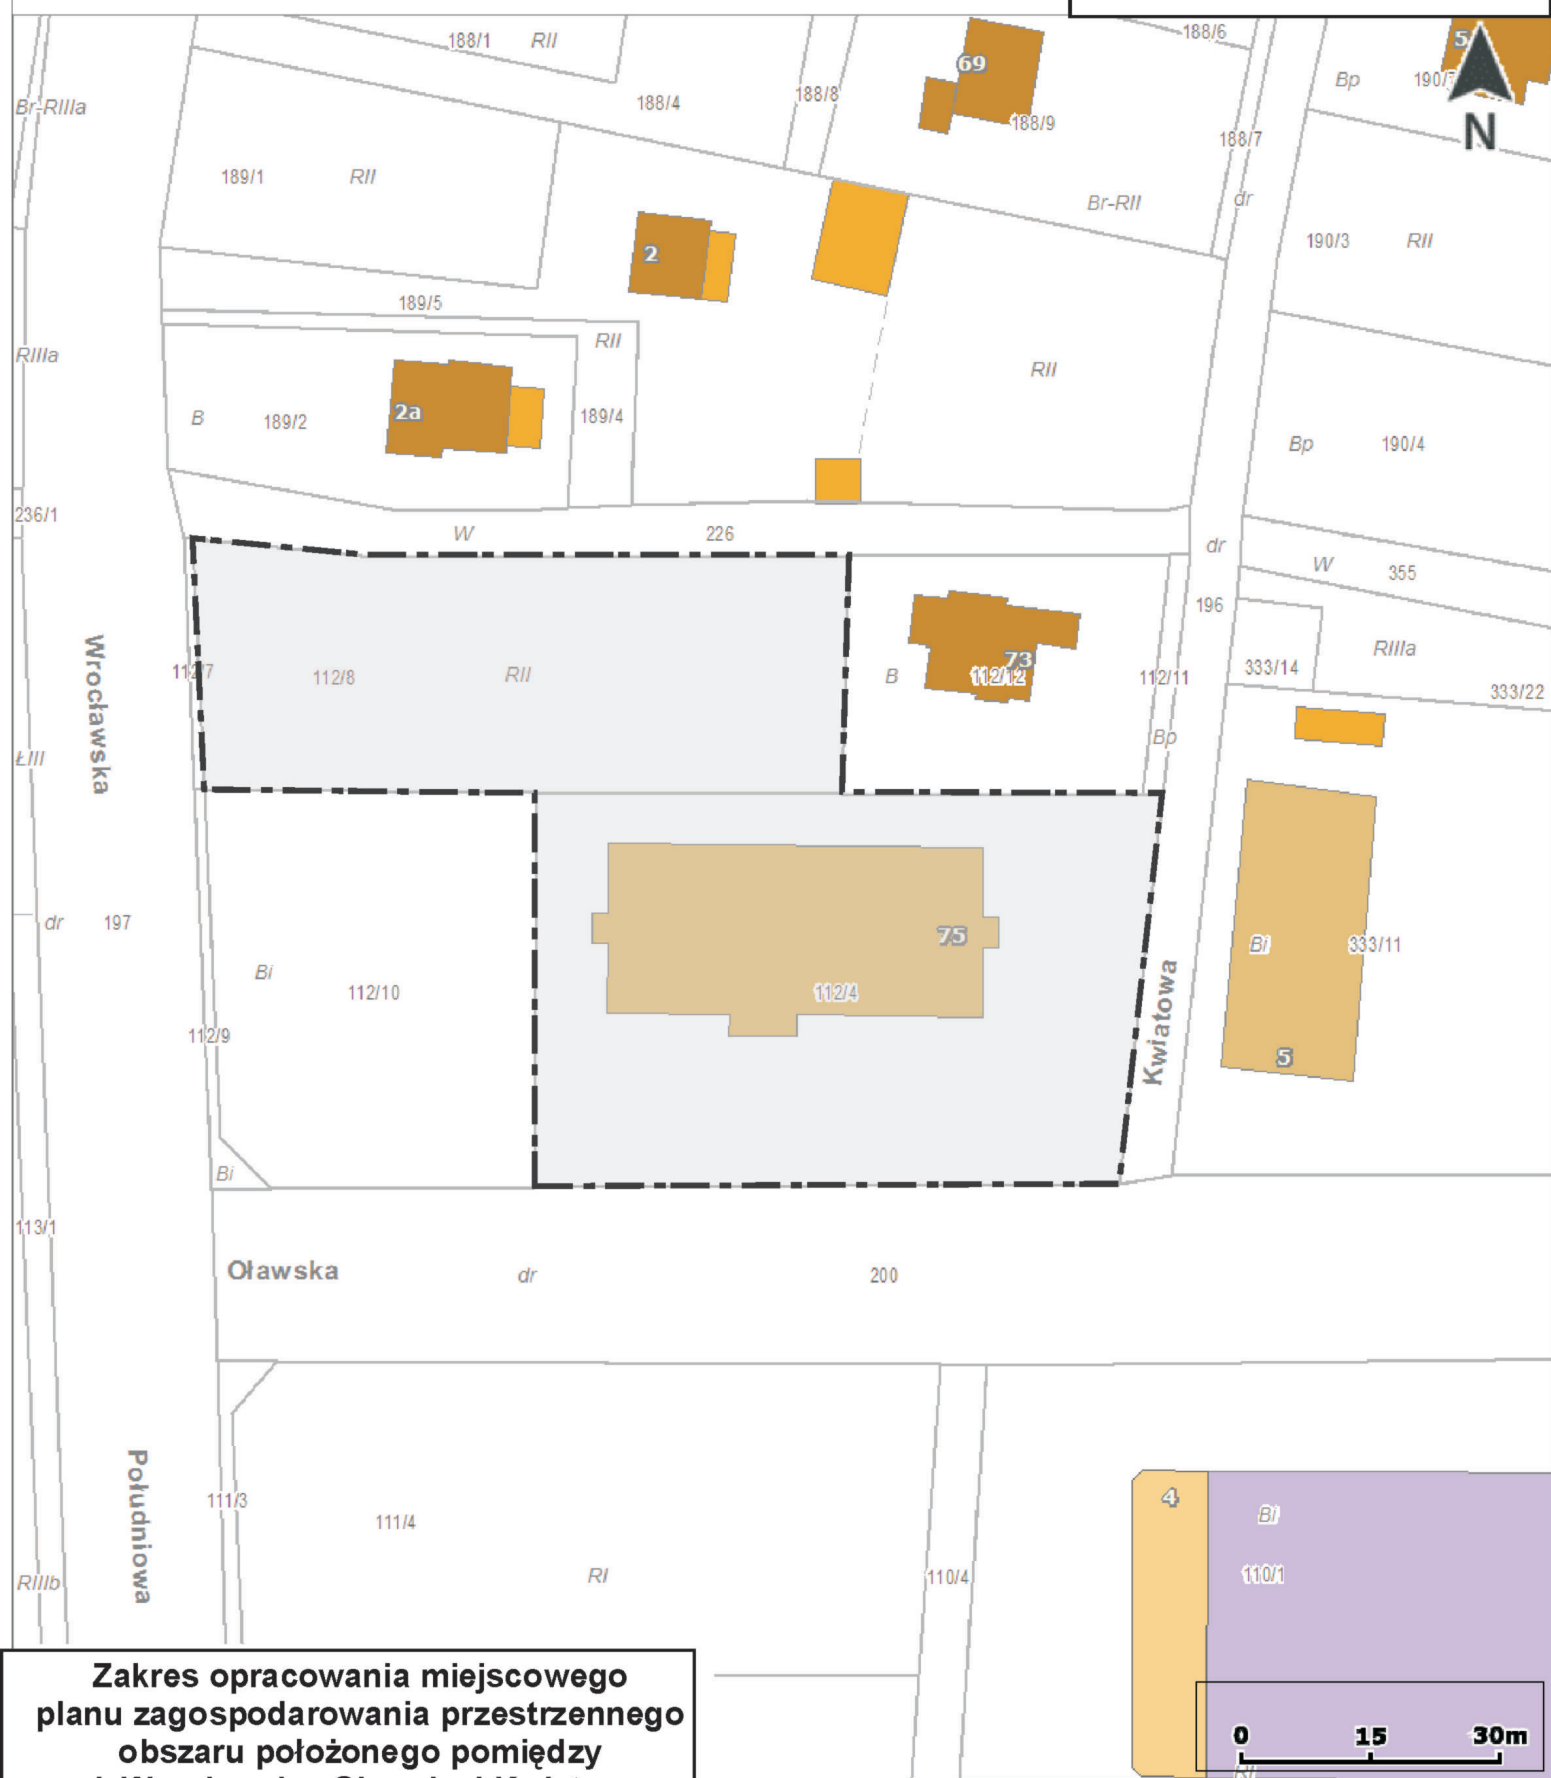 188/1 RII
188/6
69
5
Bp
190/7
Br-RIIIa
188/4
188/8
188/9
N
188/7
189/1 RII
Br-RII
dr
190/3 RII
2
189/5
RII
RIIIa
RII
B 189/2
2a
189/4
Bp 190/4
236/1
W 226
dr
W 355
196
RIIIa
Wrocławska
112/7
112/8 RII
B
73
112/12
112/11
333/14
333/22
Bp
ŁIII
dr 197
75
Bi
333/11
Bi
112/10
112/4
Kwiatowa
112/9
5
Bi
113/1
Oławska
dr 200
Południowa
111/3
111/4
4
Bi
RI
110/4
110/1
RIIIb
Zakres opracowania miejscowego
planu zagospodarowania przestrzennego
obszaru położonego pomiędzy
0 15 30m